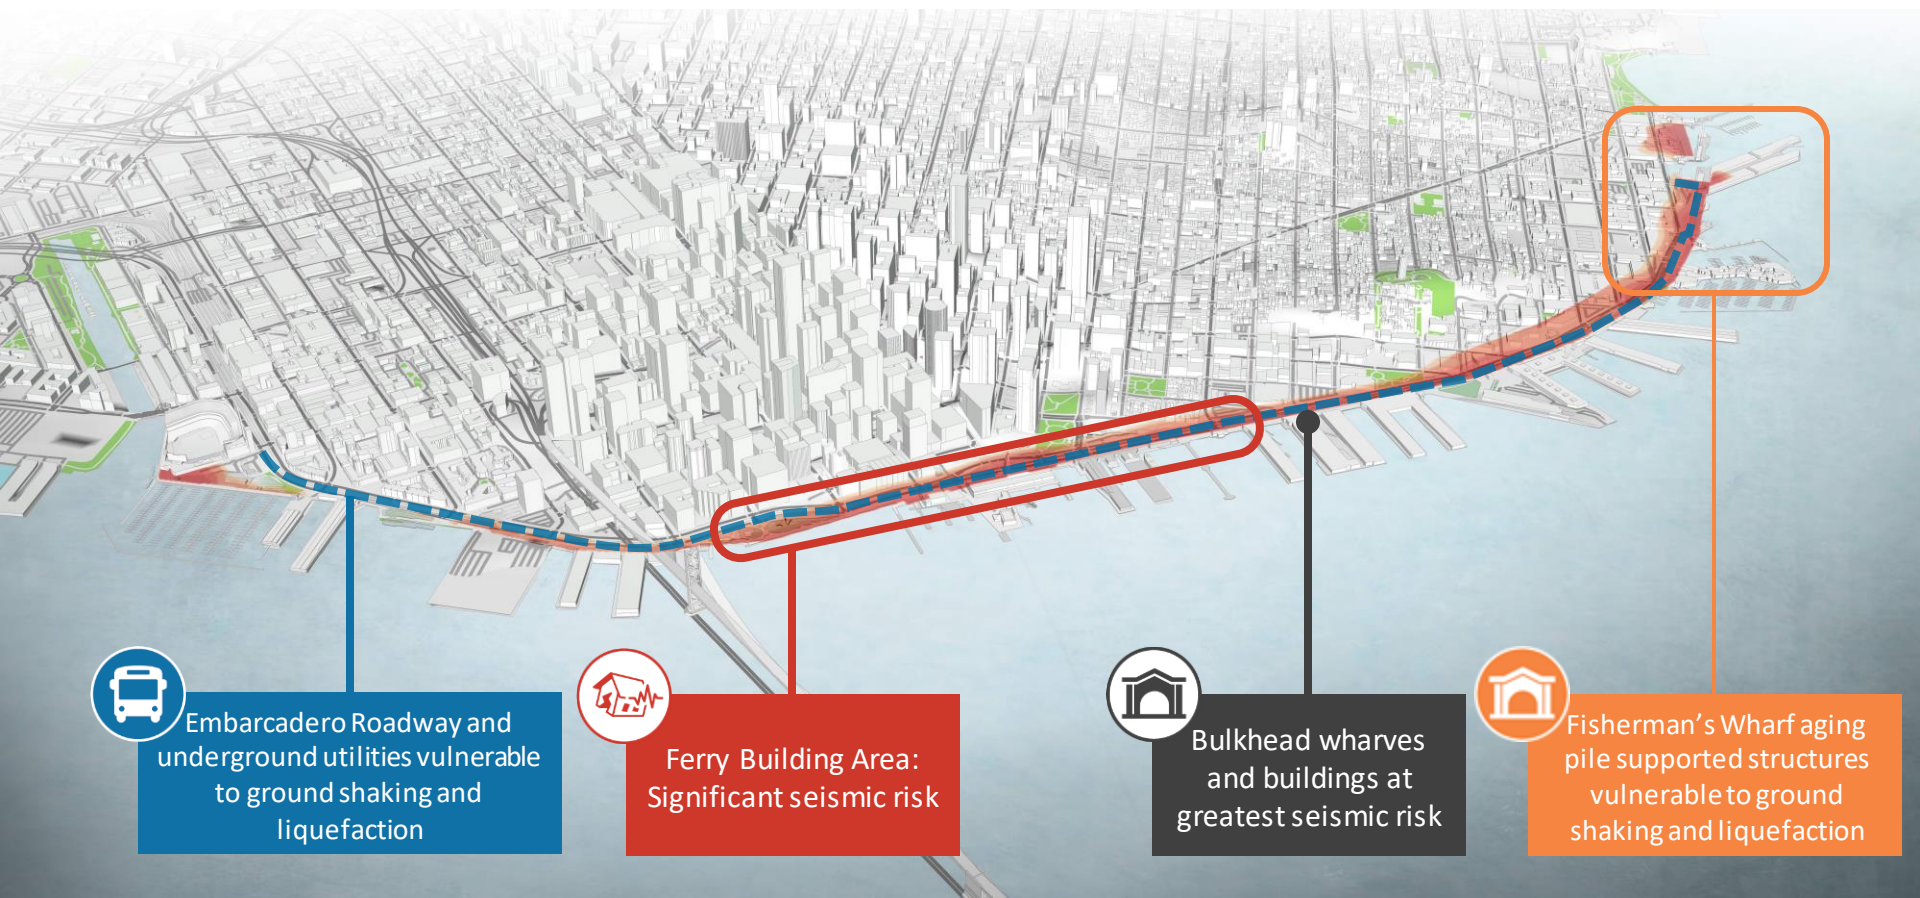 Embarcadero Roadway and
underground utilities vulnerable
to ground shaking and
liquefaction
Ferry Building Area:
Significant seismic risk
Bulkhead wharves
and buildings at
greatest seismic risk
Fisherman's Wharf aging
pile supported structures
vulnerable to ground
shaking and liquefaction